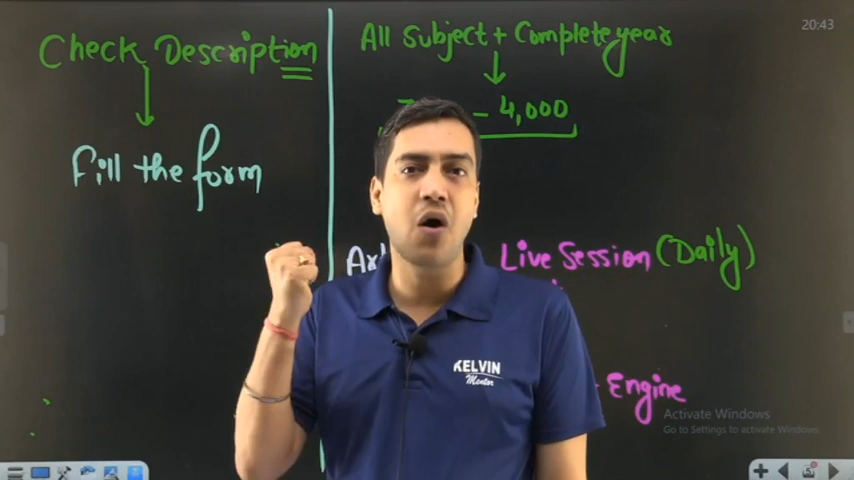 20:43
Check Description
Fill the form
All Subject + Complete year
- 4,000
Live Session (Daily)
Engine
KELVIN
Mentor
Activate Windows
Go to Settings to activate Windows.